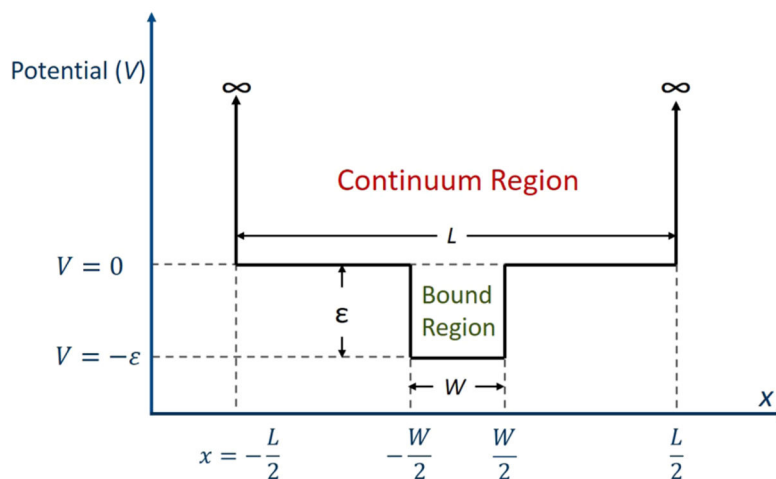 Potential (V)
∞ ∞
Continuum Region
L
V = 0
Bound
Region
ε
V = −ε
W
x
x = −L/2 −W/2 W/2 L/2